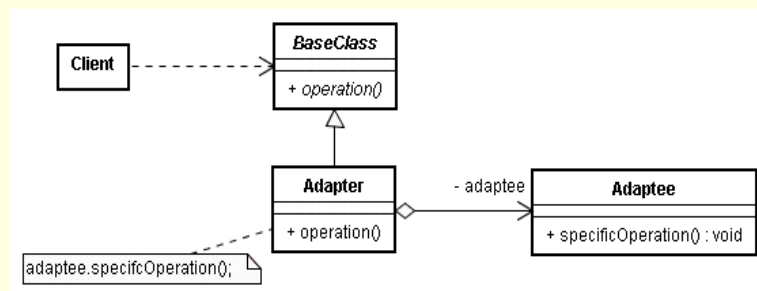 BaseClass
Client
+ operation()
Adapter
- adaptee
Adaptee
+ operation()
+ specificOperation() : void
adaptee.specifcOperation();